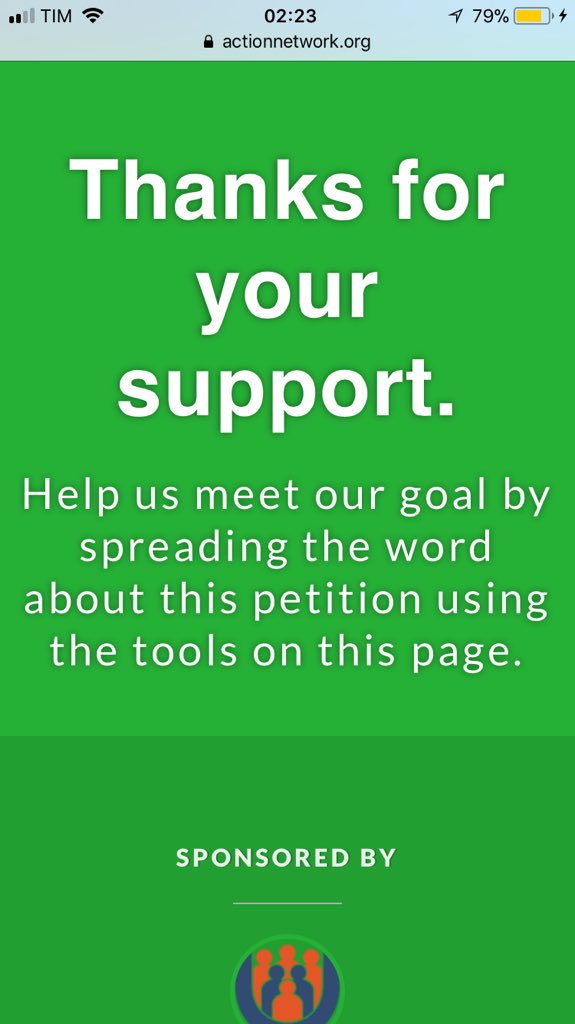 TIM 02:23 79%
actionnetwork.org
Thanks for
your
support.
Help us meet our goal by
spreading the word
about this petition using
the tools on this page.
SPONSORED BY